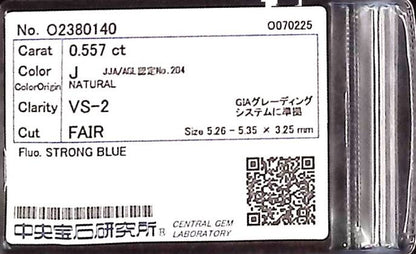 No. O2380140 O070225
Carat 0.557 ct
Color J JJA/AGL認定No.204
ColorOrigin NATURAL
Clarity VS-2 GIAグレーディング
システムに準拠
Cut FAIR Size 5.26 - 5.35 × 3.25 mm
Fluo. STRONG BLUE
中央宝石研究所® CENTRAL GEM
LABORATORY